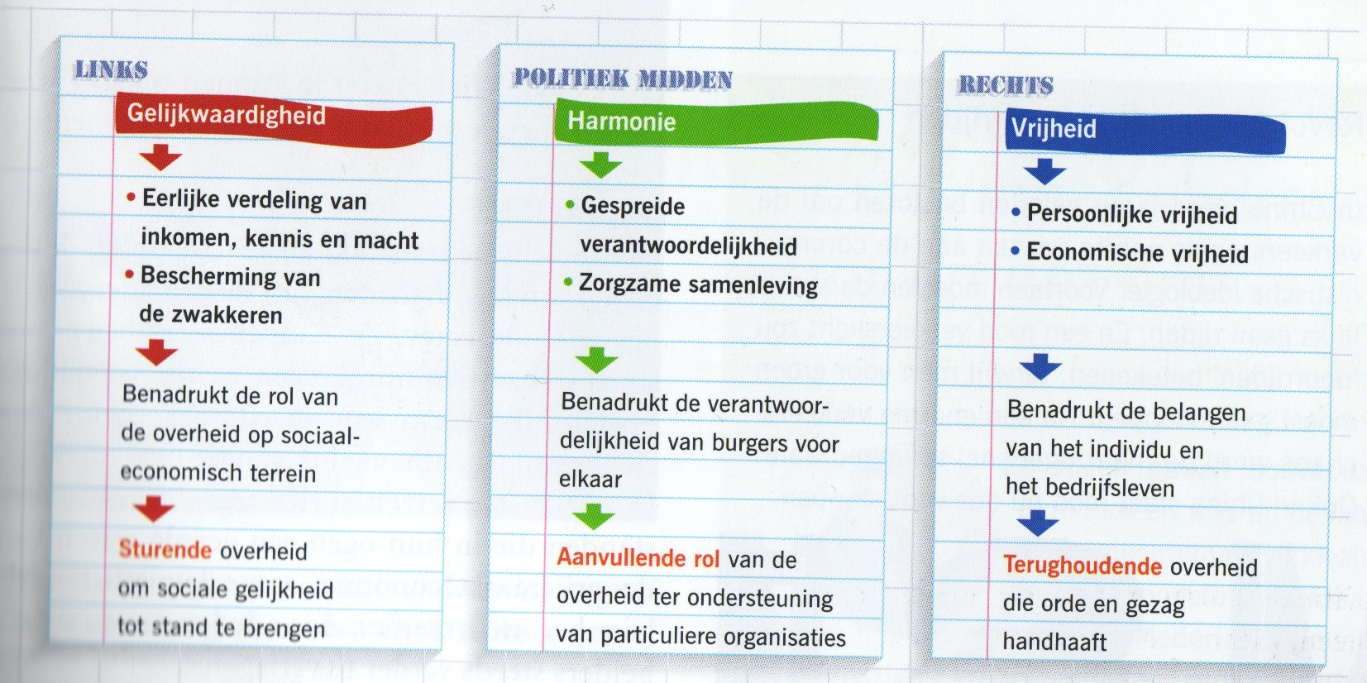 LINKS
Gelijkwaardigheid
• Eerlijke verdeling van
inkomen, kennis en macht
• Bescherming van
de zwakkeren
Benadrukt de rol van
de overheid op sociaal-
economisch terrein
Sturende overheid
om sociale gelijkheid
tot stand te brengen
POLITIEK MIDDEN
Harmonie
• Gespreide
verantwoordelijkheid
• Zorgzame samenleving
Benadrukt de verantwoor-
delijkheid van burgers voor
elkaar
Aanvullende rol van de
overheid ter ondersteuning
van particuliere organisaties
RECHTS
Vrijheid
• Persoonlijke vrijheid
• Economische vrijheid
Benadrukt de belangen
van het individu en
het bedrijfsleven
Terughoudende overheid
die orde en gezag
handhaaft